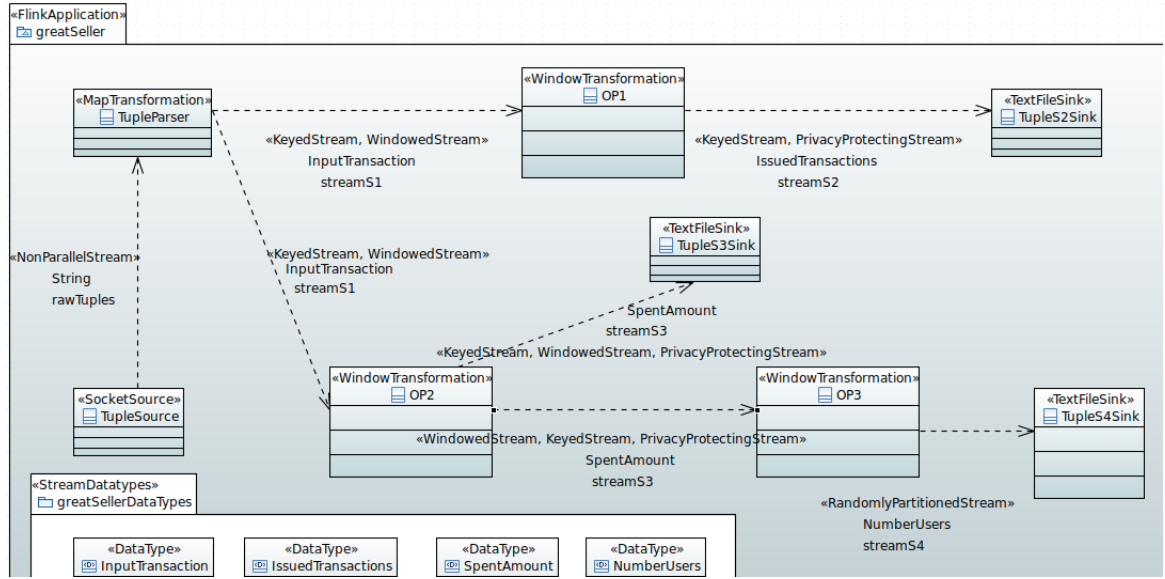 «FlinkApplication»
greatSeller
«MapTransformation»
TupleParser
«WindowTransformation»
OP1
«TextFileSink»
TupleS2Sink
«KeyedStream, WindowedStream»
InputTransaction
streamS1
«KeyedStream, PrivacyProtectingStream»
IssuedTransactions
streamS2
«TextFileSink»
TupleS3Sink
«NonParallelStream»
String
rawTuples
«KeyedStream, WindowedStream»
InputTransaction
streamS1
SpentAmount
streamS3
«KeyedStream, WindowedStream, PrivacyProtectingStream»
«SocketSource»
TupleSource
«WindowTransformation»
OP2
«WindowTransformation»
OP3
«TextFileSink»
TupleS4Sink
«WindowedStream, KeyedStream, PrivacyProtectingStream»
SpentAmount
streamS3
«RandomlyPartitionedStream»
NumberUsers
streamS4
«StreamDatatypes»
greatSellerDataTypes
«DataType»
InputTransaction
«DataType»
IssuedTransactions
«DataType»
SpentAmount
«DataType»
NumberUsers